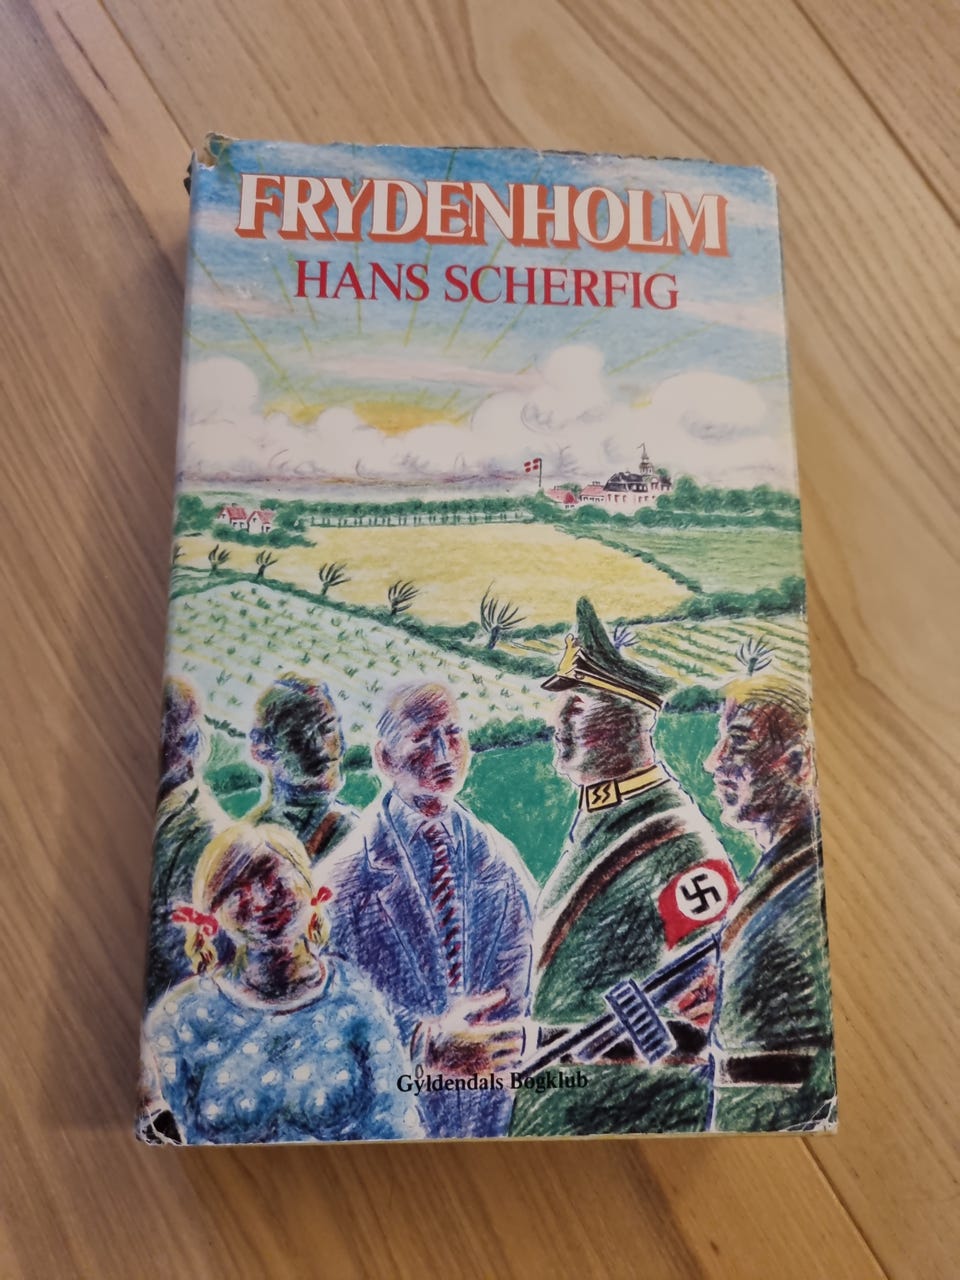 FRYDENHOLM
HANS SCHERFIG
Gyldendals Bogklub